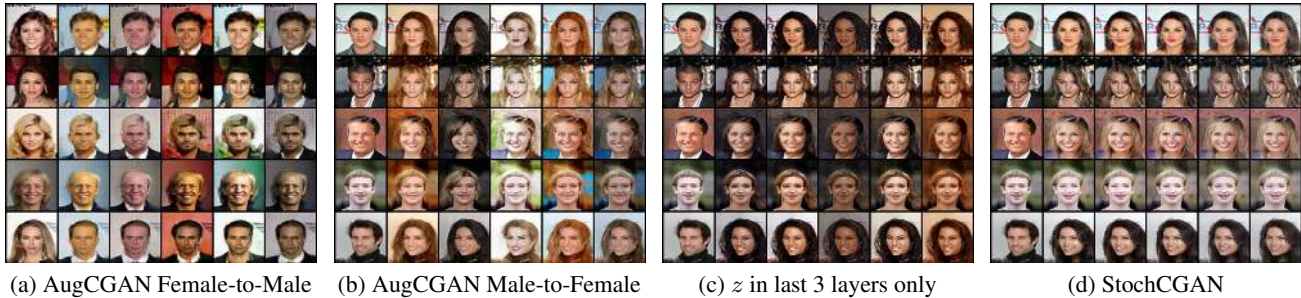 (a) AugCGAN Female-to-Male
(b) AugCGAN Male-to-Female
(c) z in last 3 layers only
(d) StochCGAN